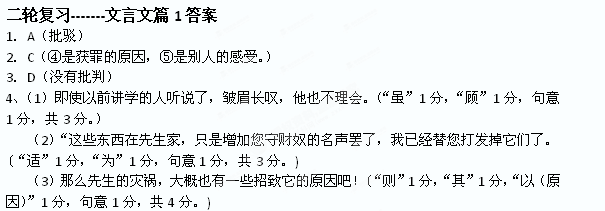 二轮复习-------文言文篇 1 答案
1. A（批驳）
2. C（④是获罪的原因，⑤是别人的感受。）
3. D（没有批判）
4、（1）即使以前讲学的人听说了，皱眉长叹，他也不理会。（“虽”1 分，“顾”1 分，句意
1 分，共 3 分。）
（2）“这些东西在先生家，只是增加您守财奴的名声罢了，我已经替您打发掉它们了。
（“适”1 分，“为”1 分，句意 1 分，共 3 分。）
（3）那么先生的灾祸，大概也有一些招致它的原因吧！（“则”1 分，“其”1 分，“以（原
因）”1 分，句意 1 分，共 4 分。）